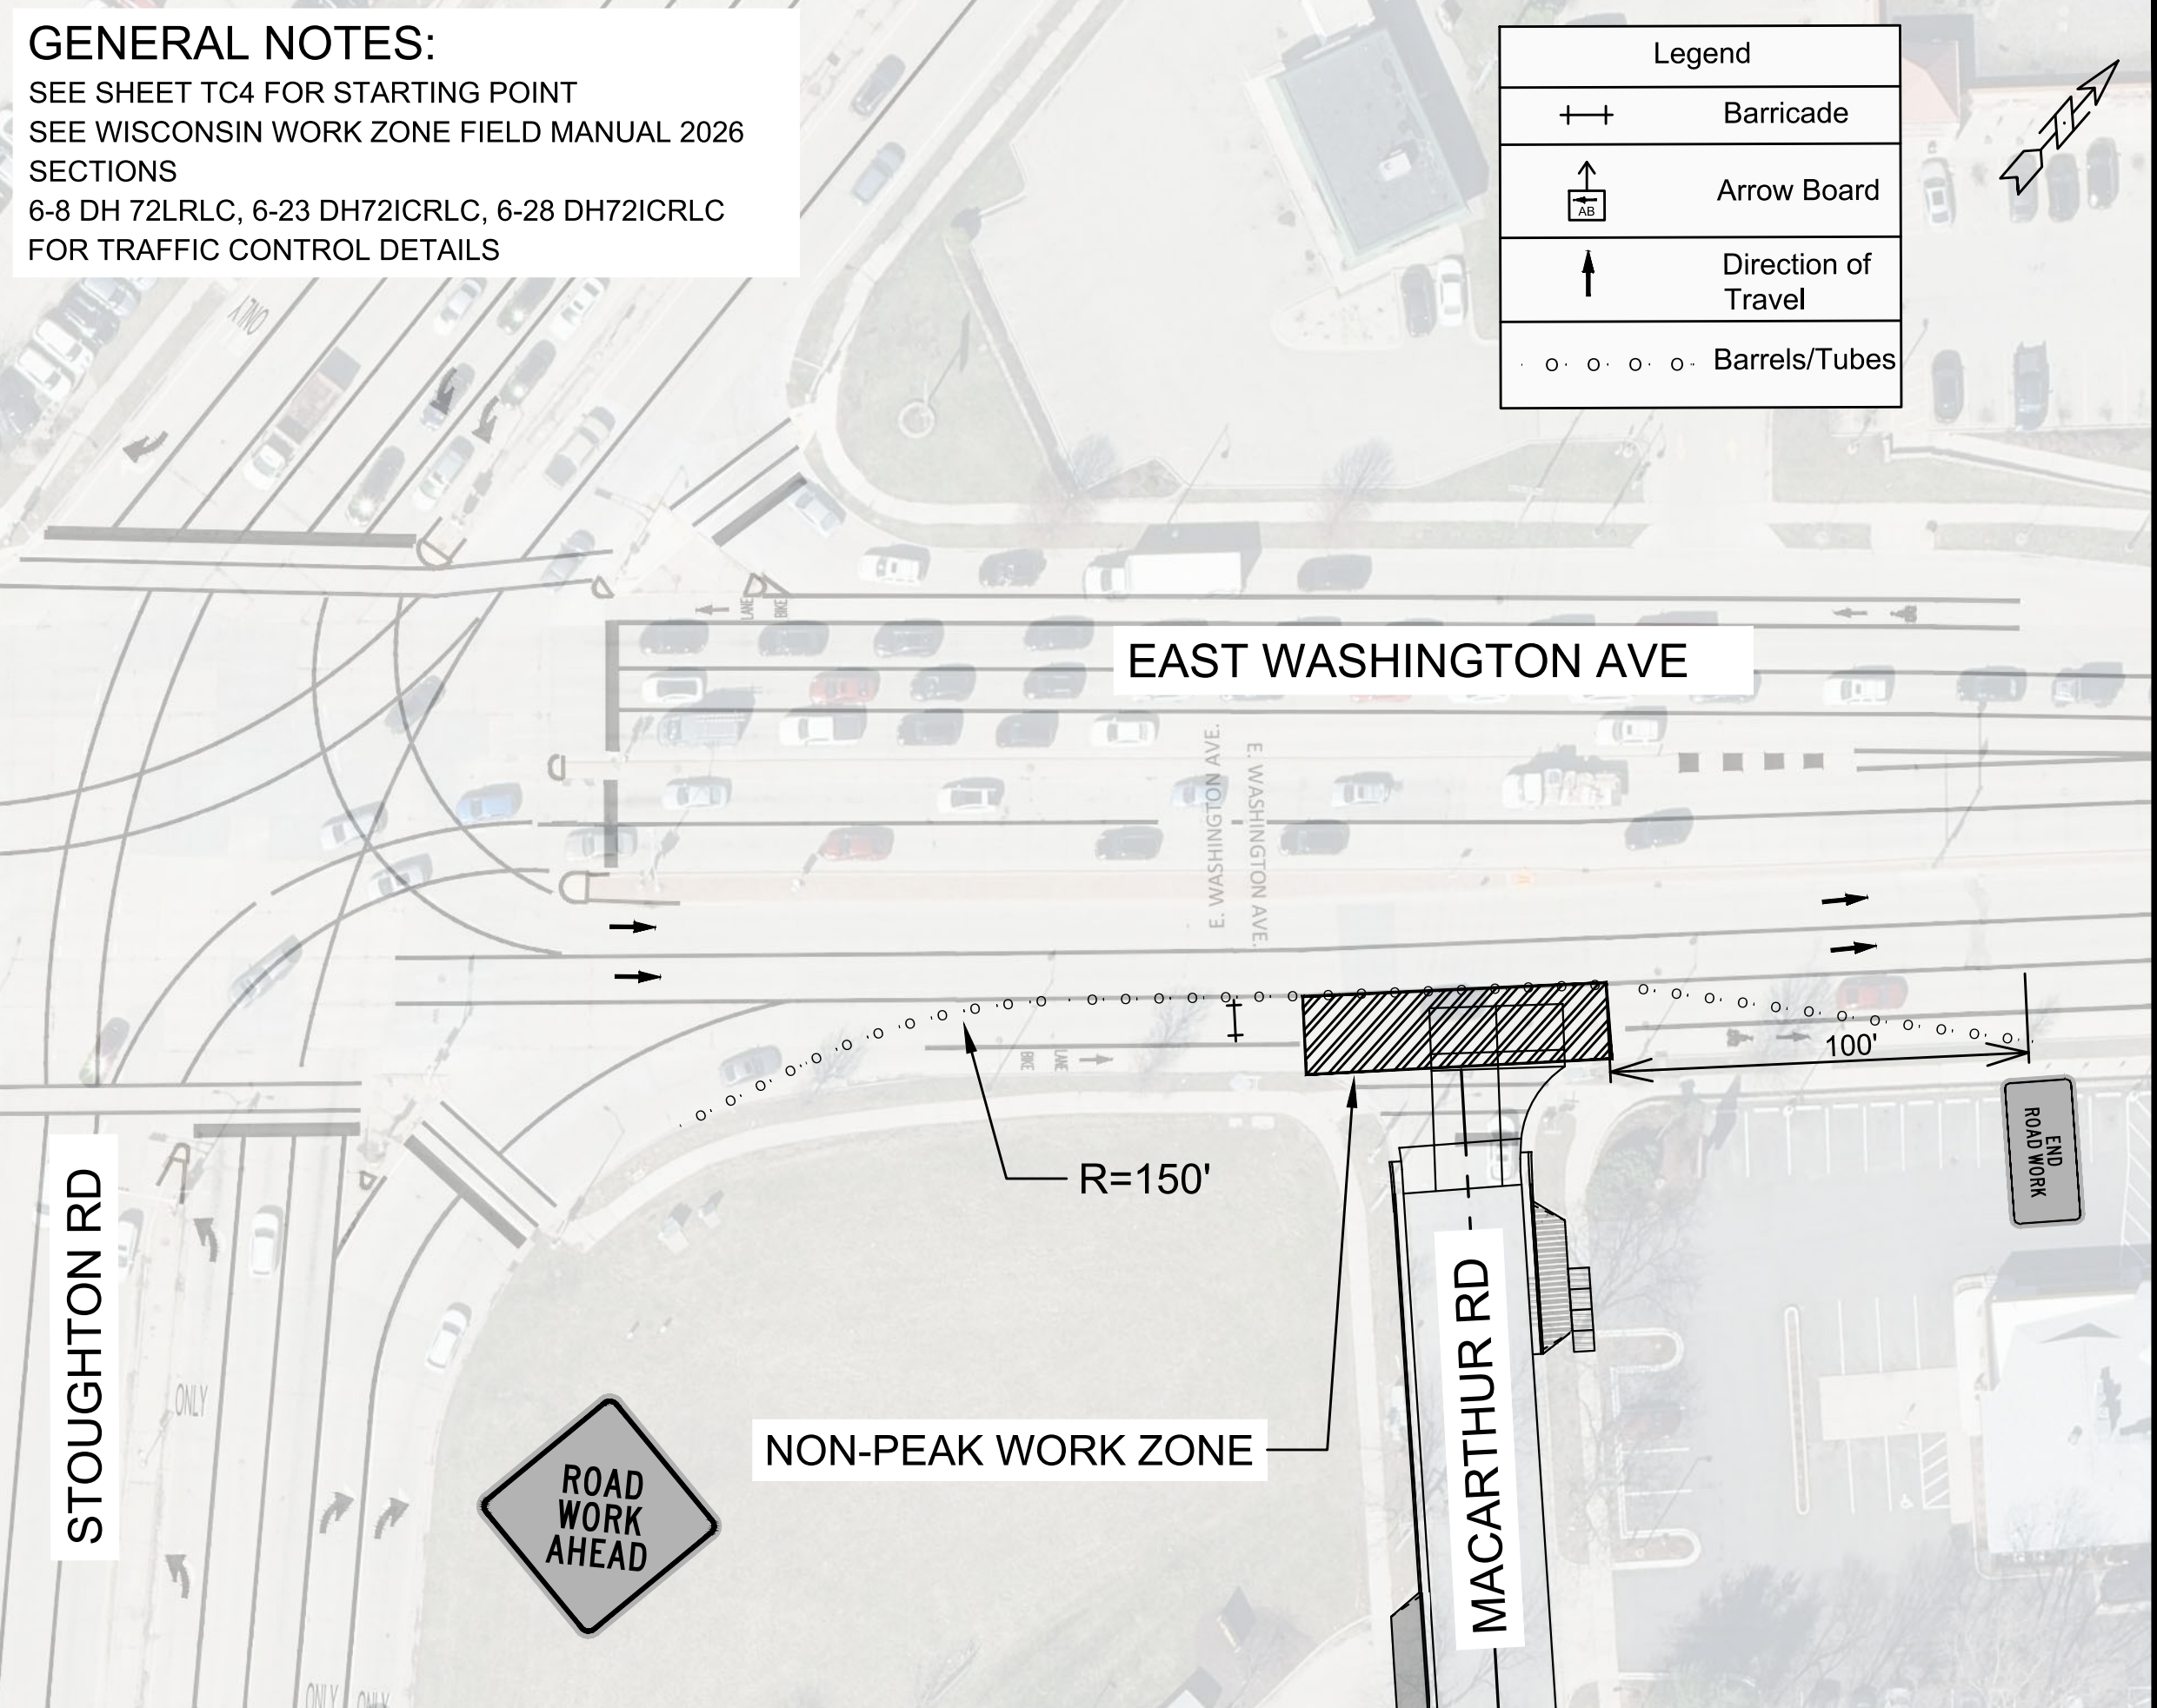 GENERAL NOTES:
SEE SHEET TC4 FOR STARTING POINT
SEE WISCONSIN WORK ZONE FIELD MANUAL 2026
SECTIONS
6-8 DH 72LRLC, 6-23 DH72ICRLC, 6-28 DH72ICRLC
FOR TRAFFIC CONTROL DETAILS
Legend
Barricade
AB
Arrow Board
Direction of
Travel
Barrels/Tubes
ONLY
LANE
BIKE
EAST WASHINGTON AVE
E. WASHINGTON AVE.
E. WASHINGTON AVE.
BIKE
LANE
100'
END
ROAD WORK
R=150'
STOUGHTON RD
MACARTHUR RD
ONLY
NON-PEAK WORK ZONE
ROAD
WORK
AHEAD
ONLY
ONLY